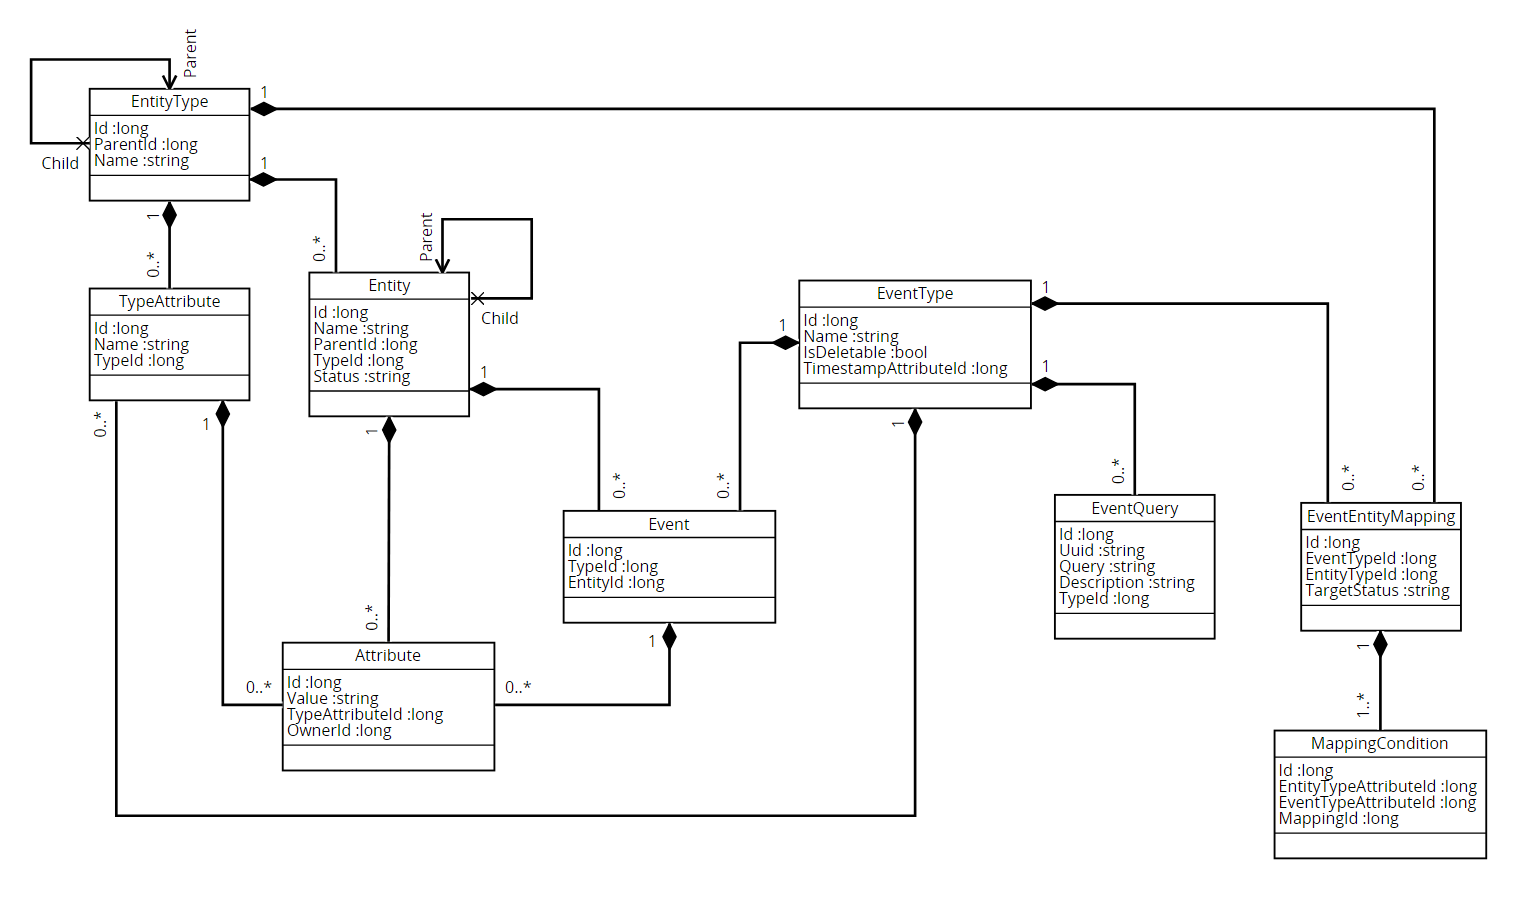 Parent
1
EntityType
Id :long
ParentId :long
Name :string
Child
1
1
0..*
0..*
Parent
TypeAttribute
Id :long
Name :string
TypeId :long
Entity
Id :long
Name :string
ParentId :long
TypeId :long
Status :string
Child
EventType
Id :long
Name :string
IsDeletable :bool
TimestampAttributeId :long
1
1
1
1
0..*
1
1
1
0..*
0..*
0..*
0..*
0..*
Event
Id :long
TypeId :long
EntityId :long
EventQuery
Id :long
Uuid :string
Query :string
Description :string
TypeId :long
EventEntityMapping
Id :long
EventTypeId :long
EntityTypeId :long
TargetStatus :string
0..*
1
1
0..*
0..*
1..*
Attribute
Id :long
Value :string
TypeAttributeId :long
OwnerId :long
MappingCondition
Id :long
EntityTypeAttributeId :long
EventTypeAttributeId :long
MappingId :long